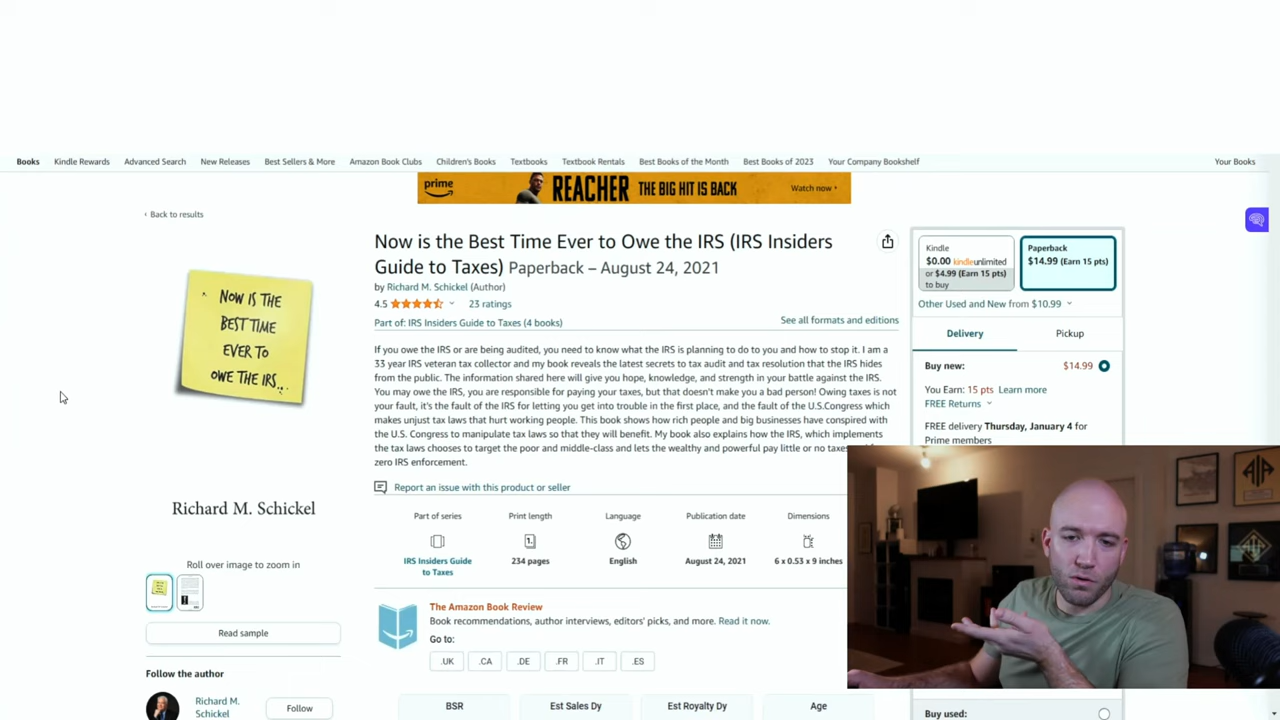 Books Kindle Rewards Advanced Search New Releases Best Sellers & More Amazon Book Clubs Children's Books Textbooks Textbook Rentals Best Books of the Month Best Books of 2023 Your Company Bookshelf Your Books
prime REACHER THE BIG HIT IS BACK Watch now
‹ Back to results
NOW IS THE
BEST TIME
EVER TO
OWE THE IRS...
Richard M. Schickel
Roll over image to zoom in
Read sample
Follow the author
Richard M.
Schickel
Follow
Now is the Best Time Ever to Owe the IRS (IRS Insiders
Guide to Taxes) Paperback – August 24, 2021
by Richard M. Schickel (Author)
4.5 23 ratings
Part of: IRS Insiders Guide to Taxes (4 books)
See all formats and editions
If you owe the IRS or are being audited, you need to know what the IRS is planning to do to you and how to stop it. I am a
33 year IRS veteran tax collector and my book reveals the latest secrets to tax audit and tax resolution that the IRS hides
from the public. The information shared here will give you hope, knowledge, and strength in your battle against the IRS.
You may owe the IRS, you are responsible for paying your taxes, but that doesn't make you a bad person! Owing taxes is not
your fault, it's the fault of the IRS for letting you get into trouble in the first place, and the fault of the U.S.Congress which
makes unjust tax laws that hurt working people. This book shows how rich people and big businesses have conspired with
the U.S. Congress to manipulate tax laws so that they will benefit. My book also explains how the IRS, which implements
the tax laws chooses to target the poor and middle-class and lets the wealthy and powerful pay little or no taxes
zero IRS enforcement.
Report an issue with this product or seller
Part of series Print length Language Publication date Dimensions
IRS Insiders Guide
to Taxes
234 pages English August 24, 2021 6 x 0.53 x 9 inches
The Amazon Book Review
Book recommendations, author interviews, editors' picks, and more. Read it now.
Go to:
.UK .CA .DE .FR .IT .ES
BSR Est Sales Dy Est Royalty Dy Age
Kindle
$0.00 kindleunlimited
or $4.99 (Earn 15 pts)
to buy
Paperback
$14.99 (Earn 15 pts)
Other Used and New from $10.99
Delivery Pickup
Buy new: $14.99
You Earn: 15 pts Learn more
FREE Returns
FREE delivery Thursday, January 4 for
Prime members
Buy used: